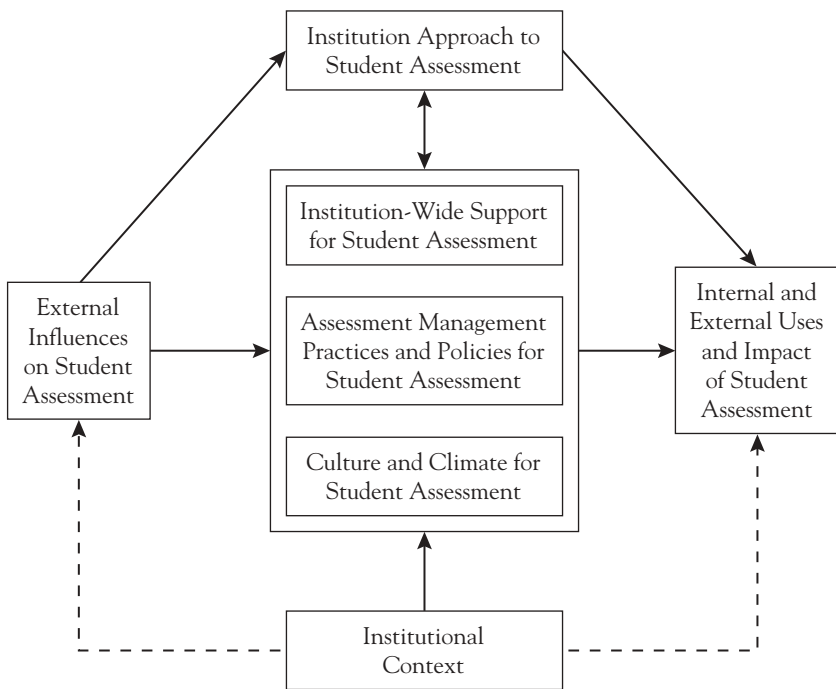 Institution Approach to
Student Assessment
Institution-Wide Support
for Student Assessment
External
Influences
on Student
Assessment
Assessment Management
Practices and Policies for
Student Assessment
Internal and
External Uses
and Impact
of Student
Assessment
Culture and Climate for
Student Assessment
Institutional
Context